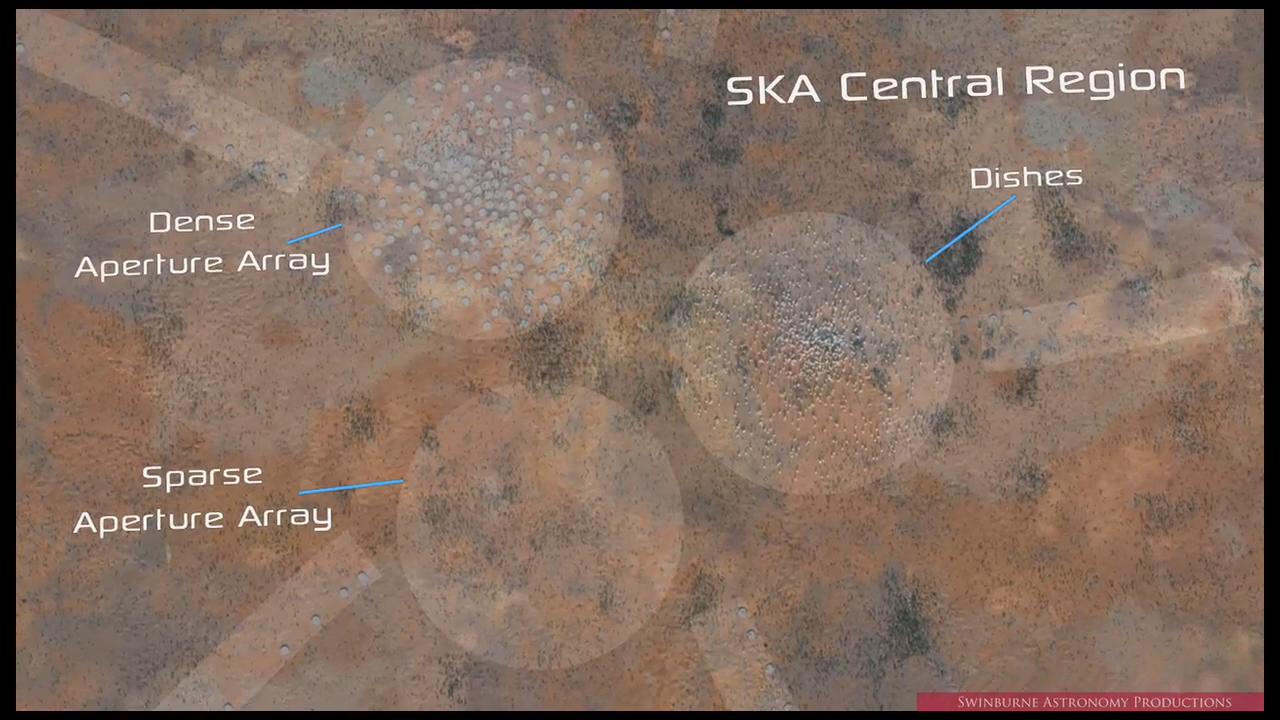 SKA Central Region
Dishes
Dense
Aperture Array
Sparse
Aperture Array
Swinburne Astronomy Productions